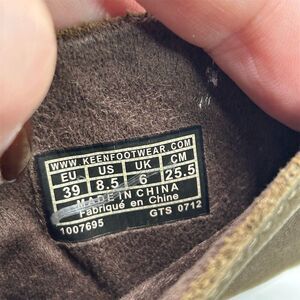 WWW.KEENFOOTWEAR.COM
EU US UK CM
39 8.5 6 25.5
MADE IN CHINA
Fabriqué en Chine
1007695 GTS 0712